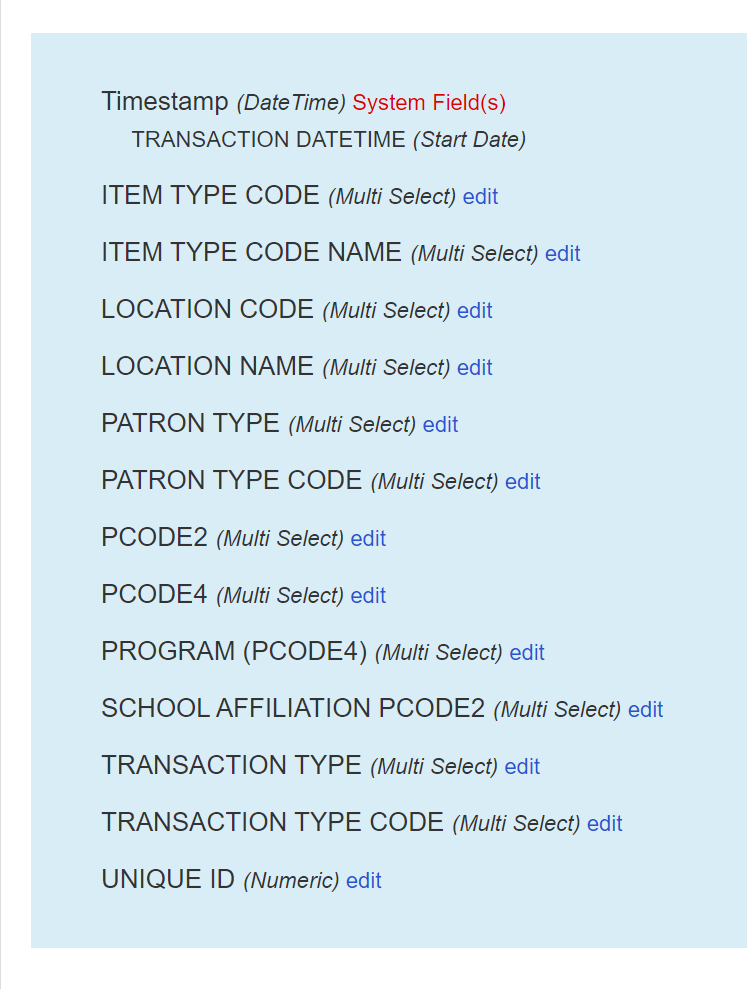 Timestamp (DateTime) System Field(s)
TRANSACTION DATETIME (Start Date)
ITEM TYPE CODE (Multi Select) edit
ITEM TYPE CODE NAME (Multi Select) edit
LOCATION CODE (Multi Select) edit
LOCATION NAME (Multi Select) edit
PATRON TYPE (Multi Select) edit
PATRON TYPE CODE (Multi Select) edit
PCODE2 (Multi Select) edit
PCODE4 (Multi Select) edit
PROGRAM (PCODE4) (Multi Select) edit
SCHOOL AFFILIATION PCODE2 (Multi Select) edit
TRANSACTION TYPE (Multi Select) edit
TRANSACTION TYPE CODE (Multi Select) edit
UNIQUE ID (Numeric) edit